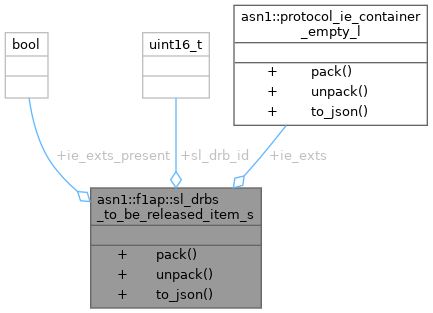 bool
uint16_t
asn1::protocol_ie_container
_empty_l
+ pack()
+ unpack()
+ to_json()
+ie_exts_present
+sl_drb_id
+ie_exts
asn1::f1ap::sl_drbs
_to_be_released_item_s
+ pack()
+ unpack()
+ to_json()